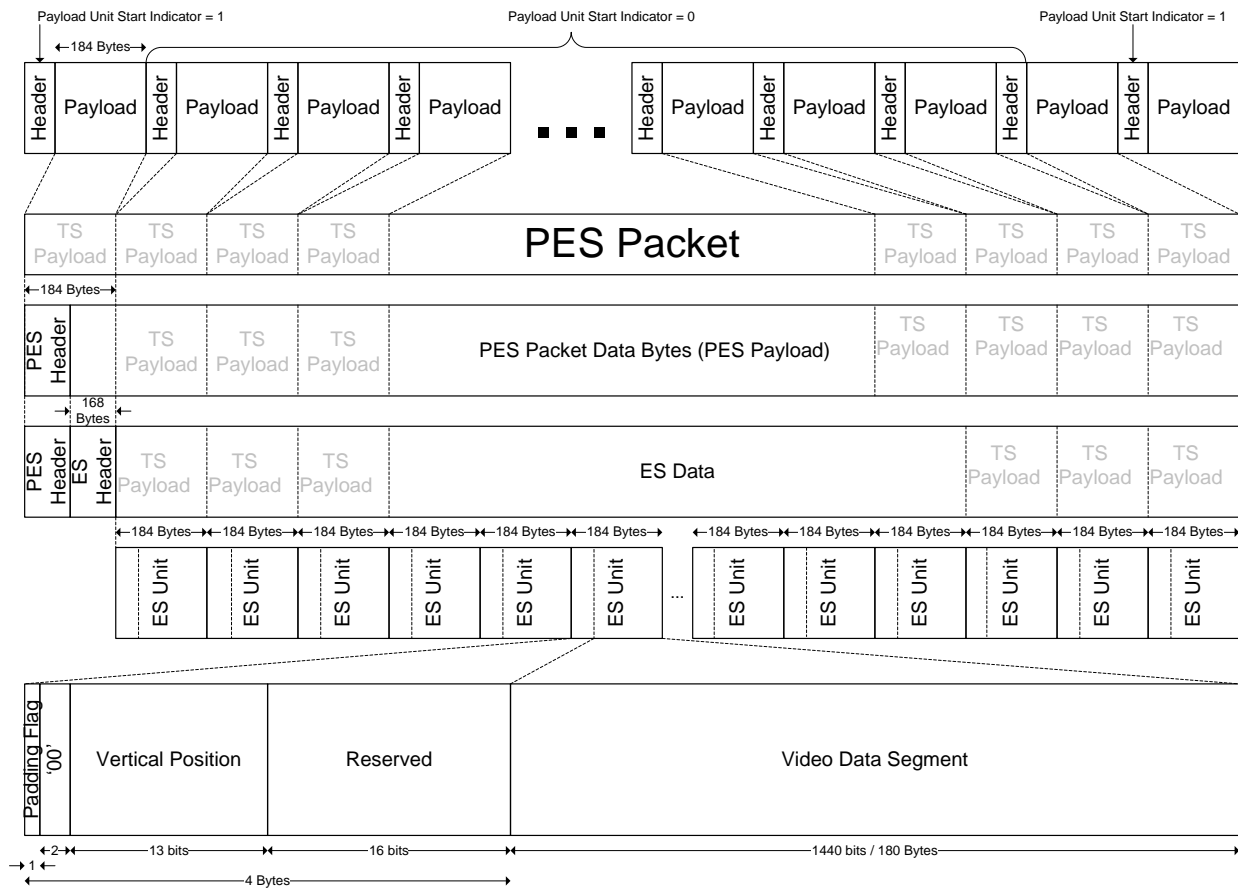 Payload Unit Start Indicator = 1
Payload Unit Start Indicator = 0
Payload Unit Start Indicator = 1
184 Bytes
Header
Payload
Header
Payload
Header
Payload
Header
Payload
Header
Payload
Header
Payload
Header
Payload
Header
Payload
Header
Payload
TS
Payload
TS
Payload
TS
Payload
TS
Payload
PES Packet
TS
Payload
TS
Payload
TS
Payload
TS
Payload
184 Bytes
PES
Header
TS
Payload
TS
Payload
TS
Payload
PES Packet Data Bytes (PES Payload)
TS
Payload
TS
Payload
TS
Payload
TS
Payload
168
Bytes
PES
Header
ES
Header
TS
Payload
TS
Payload
TS
Payload
ES Data
TS
Payload
TS
Payload
TS
Payload
184 Bytes
184 Bytes
184 Bytes
184 Bytes
184 Bytes
184 Bytes
184 Bytes
184 Bytes
184 Bytes
184 Bytes
184 Bytes
184 Bytes
ES Unit
ES Unit
ES Unit
ES Unit
ES Unit
ES Unit
...
ES Unit
ES Unit
ES Unit
ES Unit
ES Unit
ES Unit
Padding Flag
'00'
Vertical Position
Reserved
Video Data Segment
1
2
13 bits
16 bits
1440 bits / 180 Bytes
4 Bytes